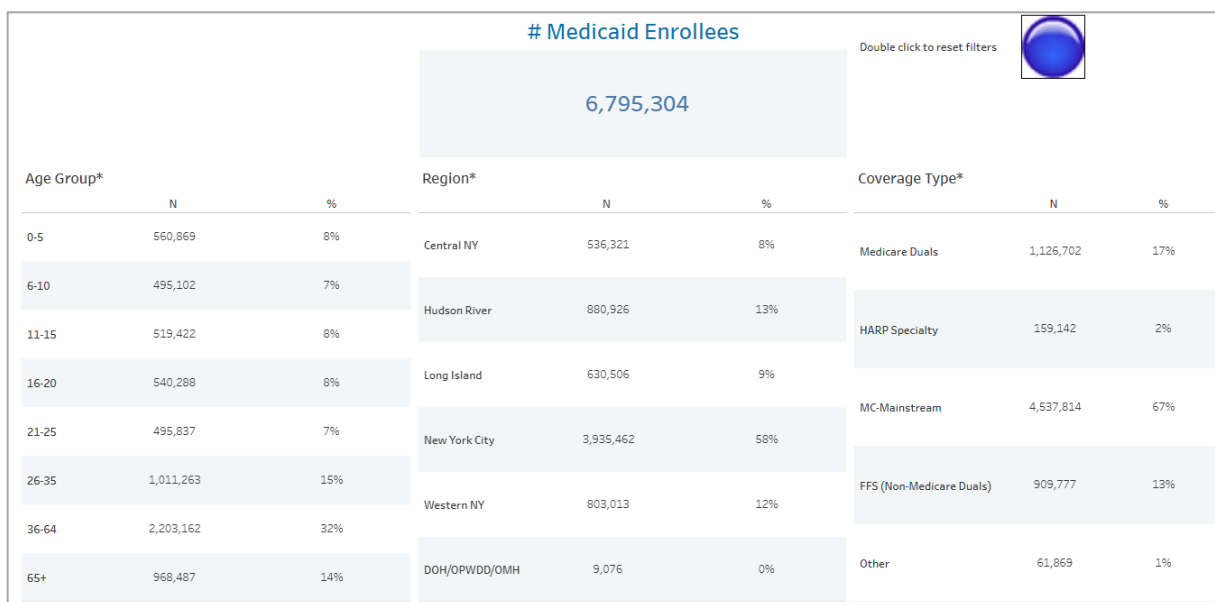 # Medicaid Enrollees
Double click to reset filters
6,795,304
Age Group*
N %
0-5 560,869 8%
6-10 495,102 7%
11-15 519,422 8%
16-20 540,288 8%
21-25 495,837 7%
26-35 1,011,263 15%
36-64 2,203,162 32%
65+ 968,487 14%
Region*
N %
Central NY 536,321 8%
Hudson River 880,926 13%
Long Island 630,506 9%
New York City 3,935,462 58%
Western NY 803,013 12%
DOH/OPWDD/OMH 9,076 0%
Coverage Type*
N %
Medicare Duals 1,126,702 17%
HARP Specialty 159,142 2%
MC-Mainstream 4,537,814 67%
FFS (Non-Medicare Duals) 909,777 13%
Other 61,869 1%